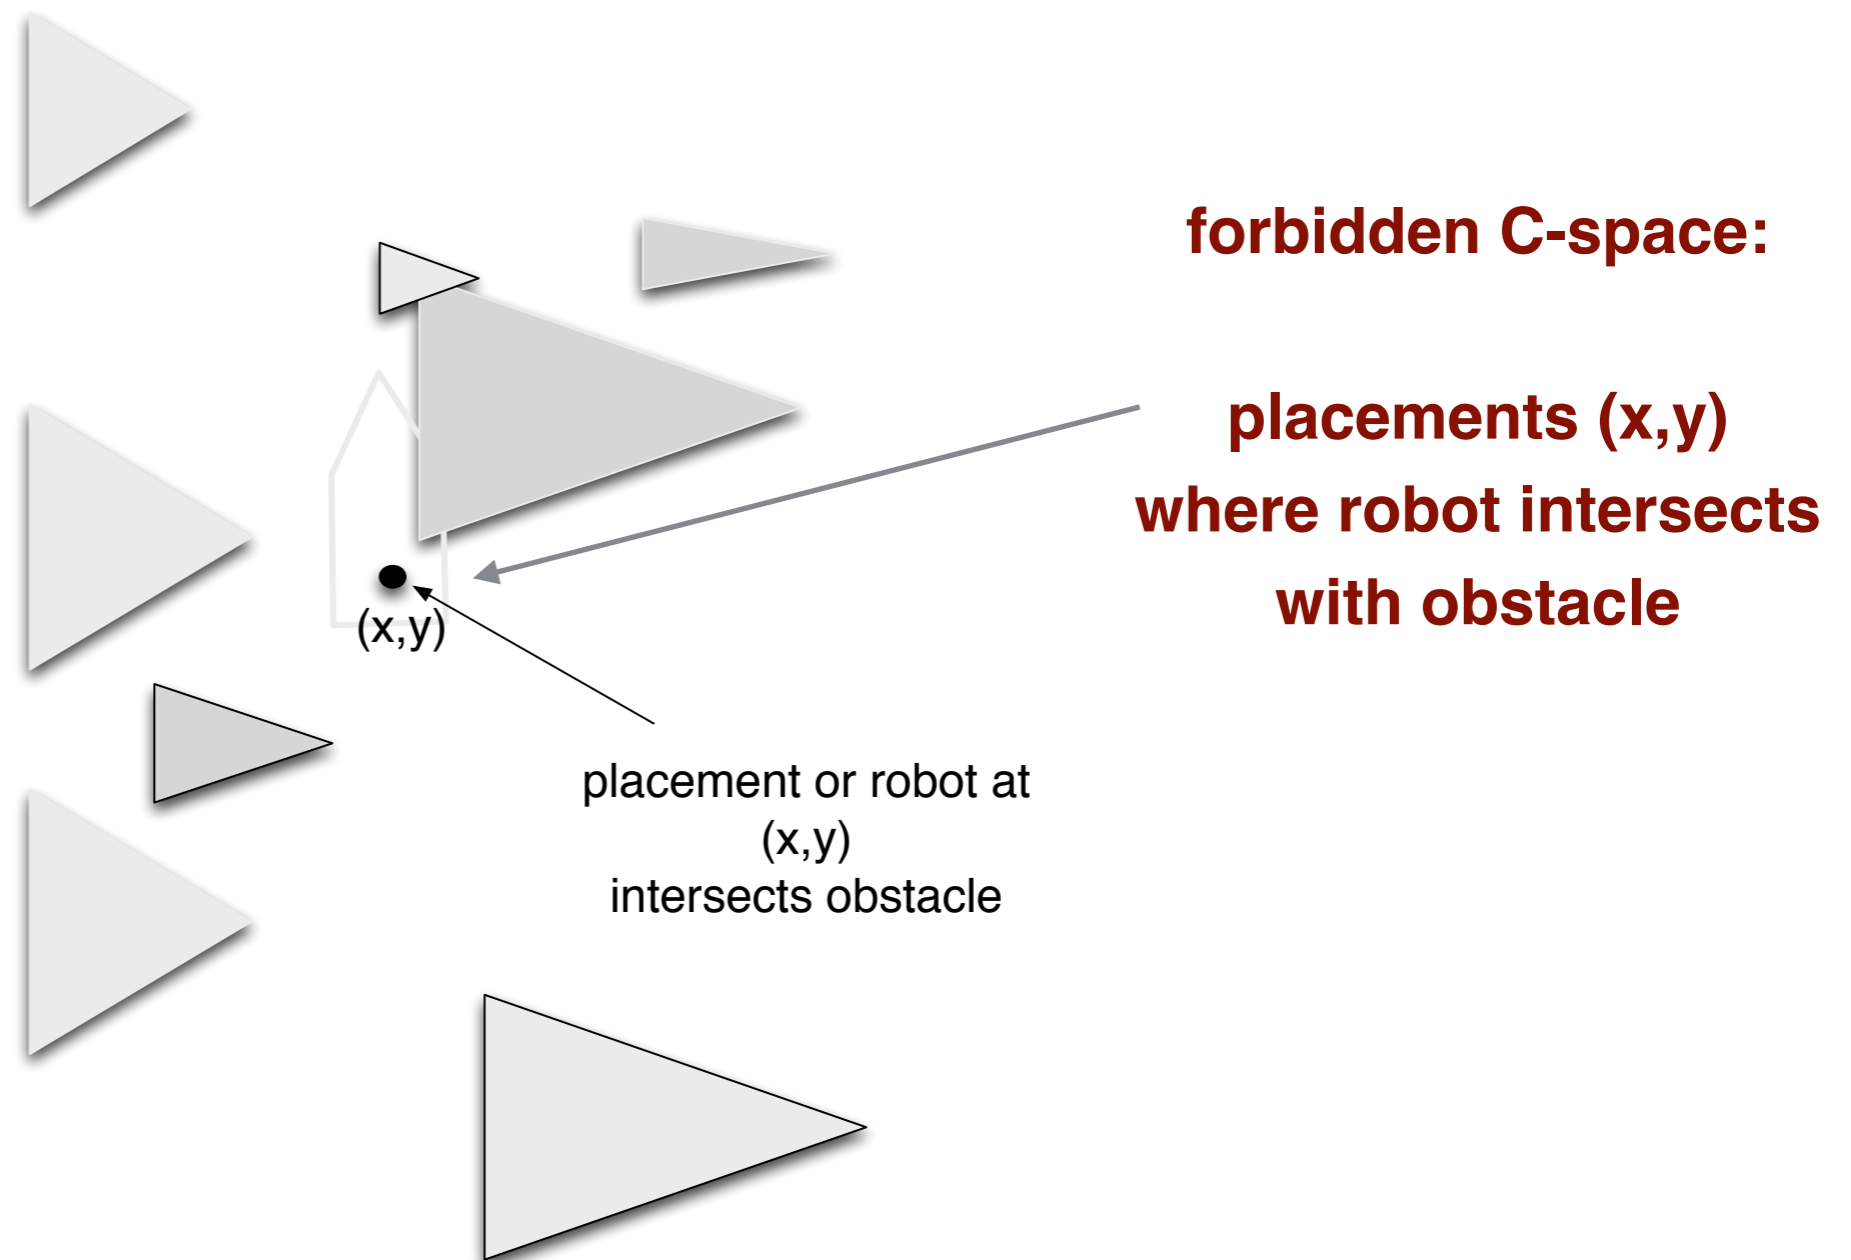 forbidden C-space:
placements (x,y)
where robot intersects
with obstacle
(x,y)
placement or robot at
(x,y)
intersects obstacle